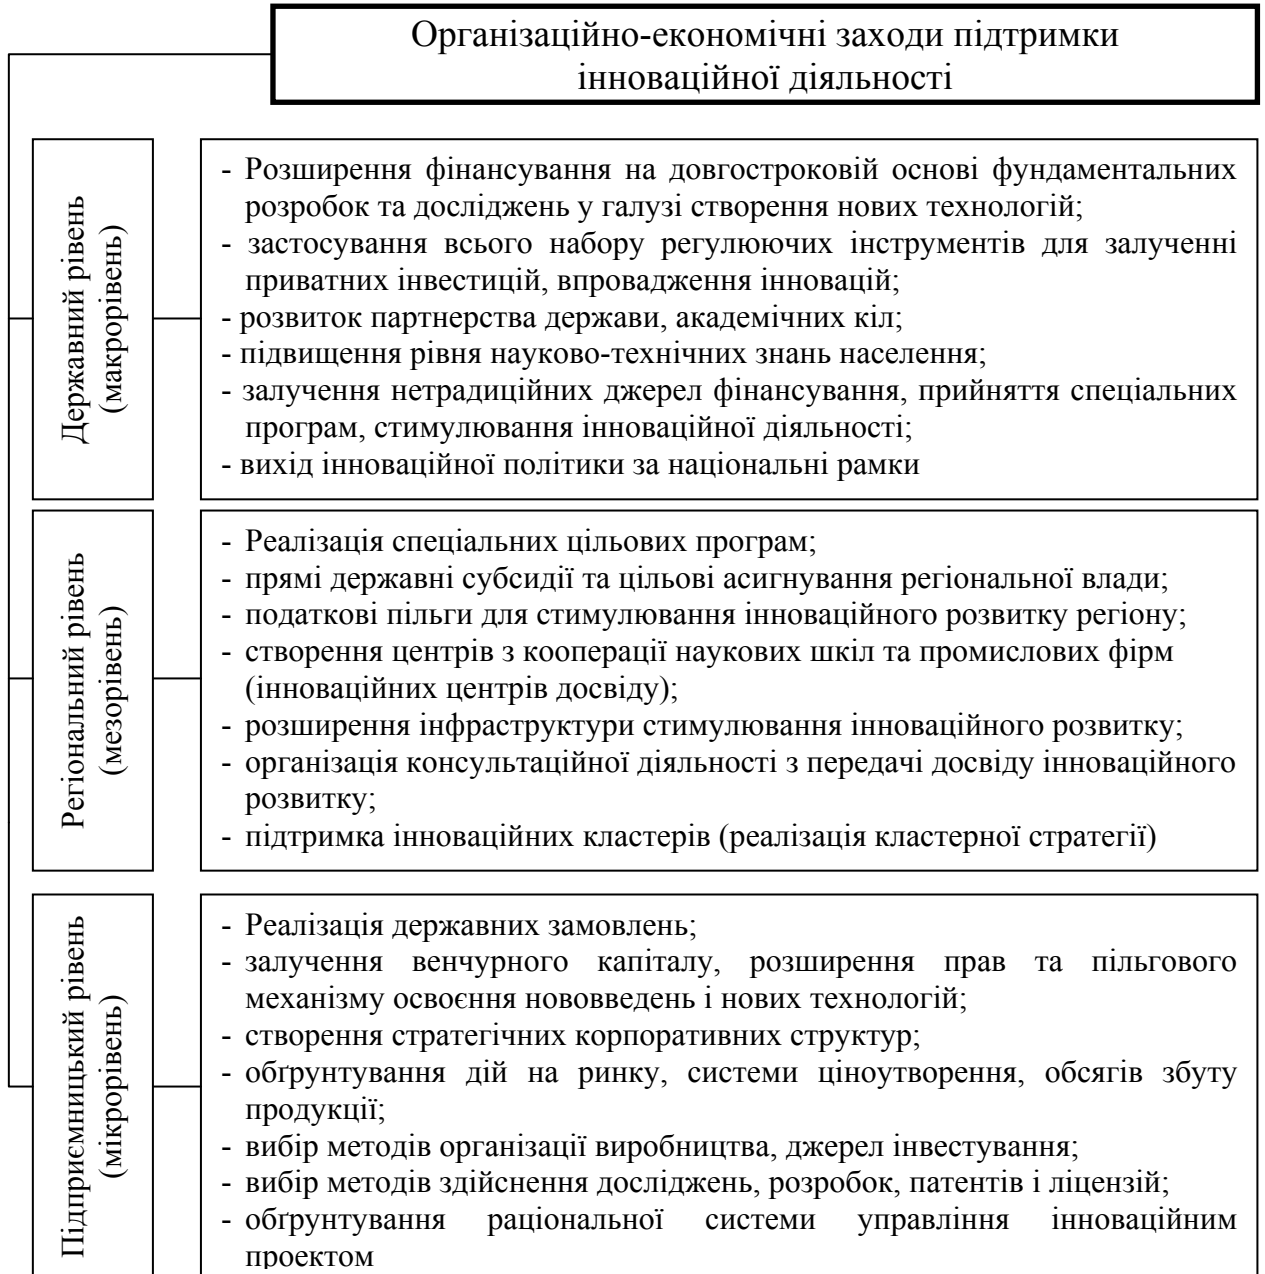 Організаційно-економічні заходи підтримки
інноваційної діяльності
Державний рівень
(макрорівень)
- Розширення фінансування на довгостроковій основі фундаментальних
розробок та досліджень у галузі створення нових технологій;
- застосування всього набору регулюючих інструментів для залученні
приватних інвестицій, впровадження інновацій;
- розвиток партнерства держави, академічних кіл;
- підвищення рівня науково-технічних знань населення;
- залучення нетрадиційних джерел фінансування, прийняття спеціальних
програм, стимулювання інноваційної діяльності;
- вихід інноваційної політики за національні рамки
Регіональний рівень
(мезорівень)
- Реалізація спеціальних цільових програм;
- прямі державні субсидії та цільові асигнування регіональної влади;
- податкові пільги для стимулювання інноваційного розвитку регіону;
- створення центрів з кооперації наукових шкіл та промислових фірм
(інноваційних центрів досвіду);
- розширення інфраструктури стимулювання інноваційного розвитку;
- організація консультаційної діяльності з передачі досвіду інноваційного
розвитку;
- підтримка інноваційних кластерів (реалізація кластерної стратегії)
Підприємницький рівень
(мікрорівень)
- Реалізація державних замовлень;
- залучення венчурного капіталу, розширення прав та пільгового
механізму освоєння нововведень і нових технологій;
- створення стратегічних корпоративних структур;
- обґрунтування дій на ринку, системи ціноутворення, обсягів збуту
продукції;
- вибір методів організації виробництва, джерел інвестування;
- вибір методів здійснення досліджень, розробок, патентів і ліцензій;
- обґрунтування раціональної системи управління інноваційним
проектом